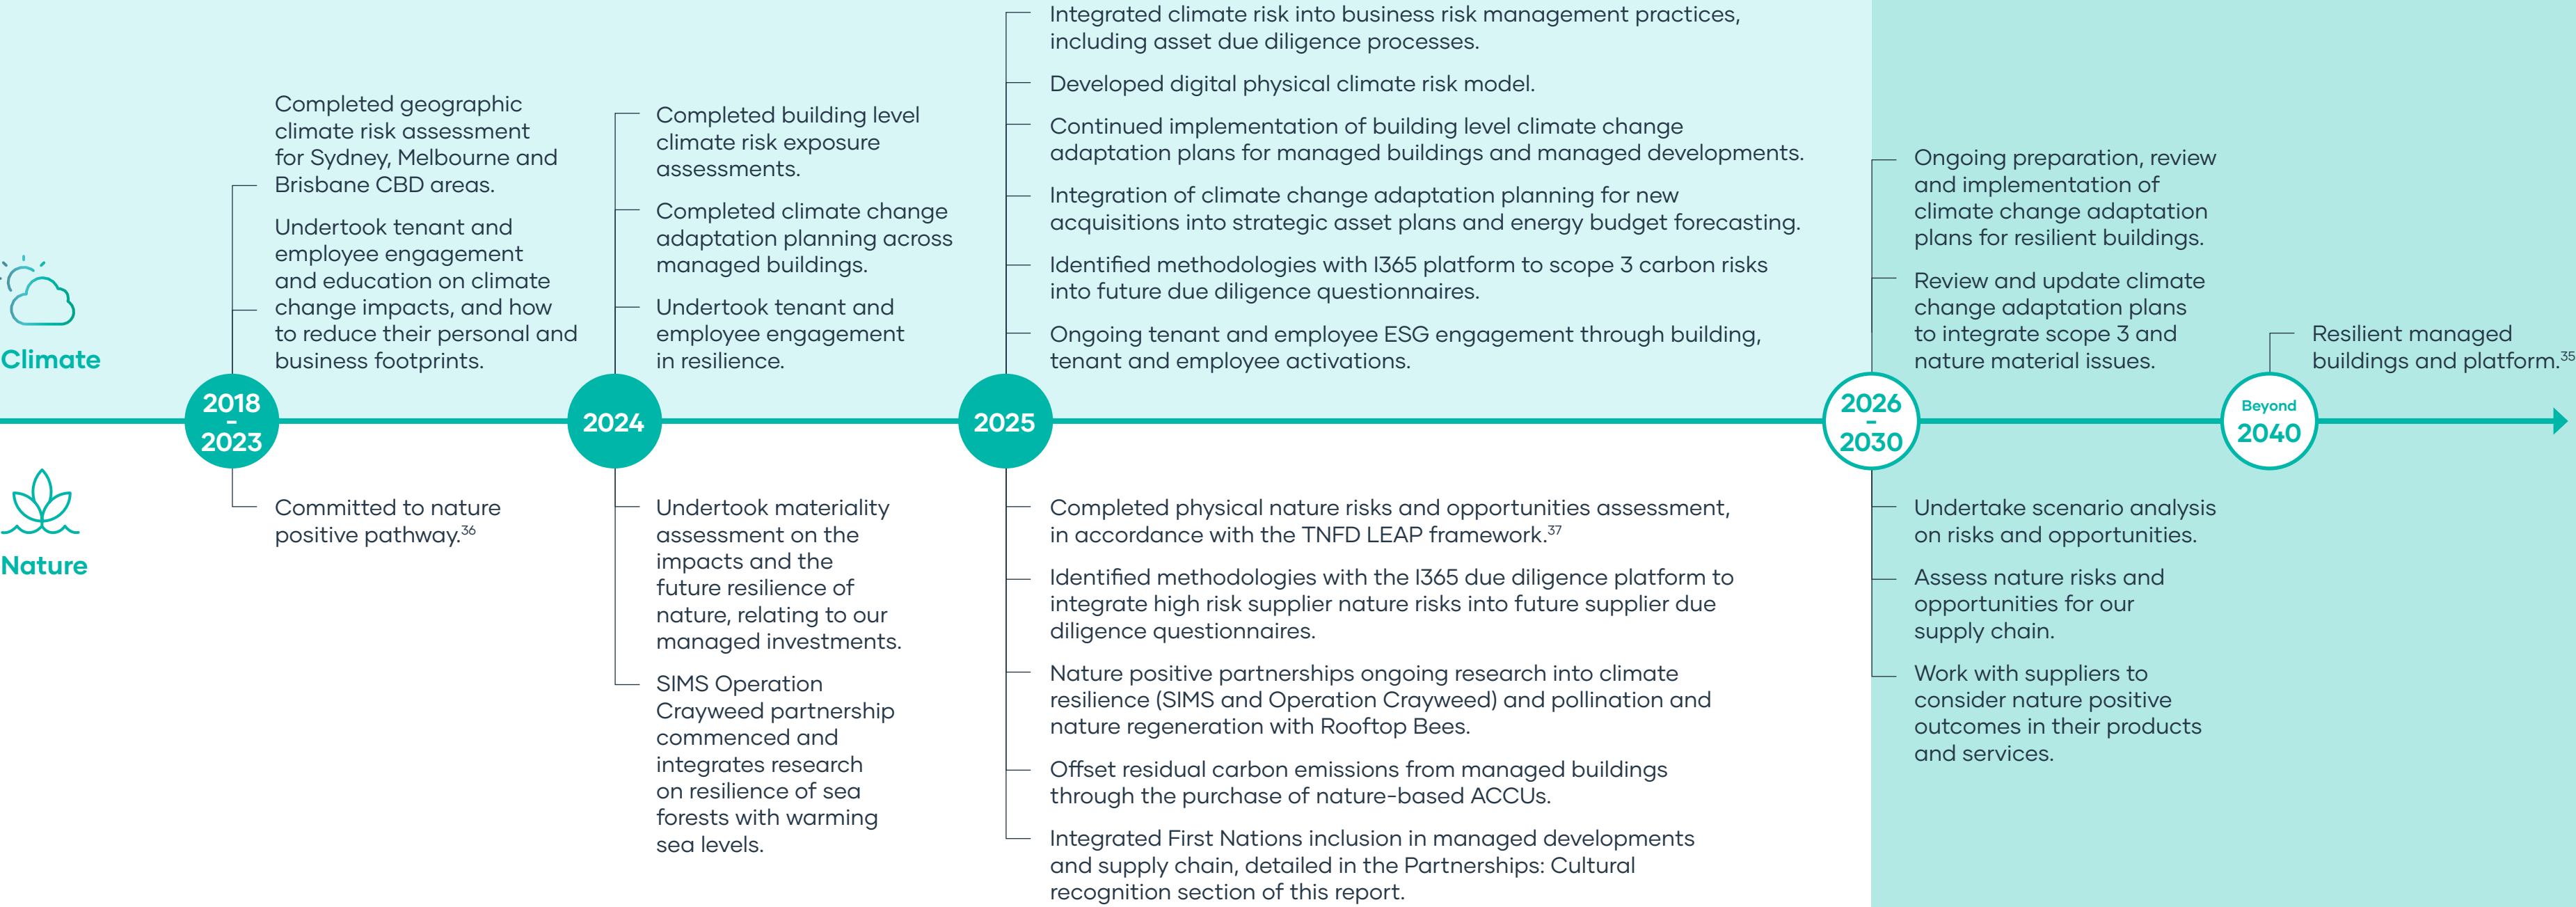 Climate
2018
–
2023
Completed geographic
climate risk assessment
for Sydney, Melbourne and
Brisbane CBD areas.
Undertook tenant and
employee engagement
and education on climate
change impacts, and how
to reduce their personal and
business footprints.
2024
Completed building level
climate risk exposure
assessments.
Completed climate change
adaptation planning across
managed buildings.
Undertook tenant and
employee engagement
in resilience.
2025
Integrated climate risk into business risk management practices,
including asset due diligence processes.
Developed digital physical climate risk model.
Continued implementation of building level climate change
adaptation plans for managed buildings and managed developments.
Integration of climate change adaptation planning for new
acquisitions into strategic asset plans and energy budget forecasting.
Identified methodologies with I365 platform to scope 3 carbon risks
into future due diligence questionnaires.
Ongoing tenant and employee ESG engagement through building,
tenant and employee activations.
2026
–
2030
Ongoing preparation, review
and implementation of
climate change adaptation
plans for resilient buildings.
Review and update climate
change adaptation plans
to integrate scope 3 and
nature material issues.
Beyond
2040
Resilient managed
buildings and platform.35
Nature
Committed to nature
positive pathway.36
Undertook materiality
assessment on the
impacts and the
future resilience of
nature, relating to our
managed investments.
SIMS Operation
Crayweed partnership
commenced and
integrates research
on resilience of sea
forests with warming
sea levels.
Completed physical nature risks and opportunities assessment,
in accordance with the TNFD LEAP framework.37
Identified methodologies with the I365 due diligence platform to
integrate high risk supplier nature risks into future supplier due
diligence questionnaires.
Nature positive partnerships ongoing research into climate
resilience (SIMS and Operation Crayweed) and pollination and
nature regeneration with Rooftop Bees.
Offset residual carbon emissions from managed buildings
through the purchase of nature-based ACCUs.
Integrated First Nations inclusion in managed developments
and supply chain, detailed in the Partnerships: Cultural
recognition section of this report.
Undertake scenario analysis
on risks and opportunities.
Assess nature risks and
opportunities for our
supply chain.
Work with suppliers to
consider nature positive
outcomes in their products
and services.